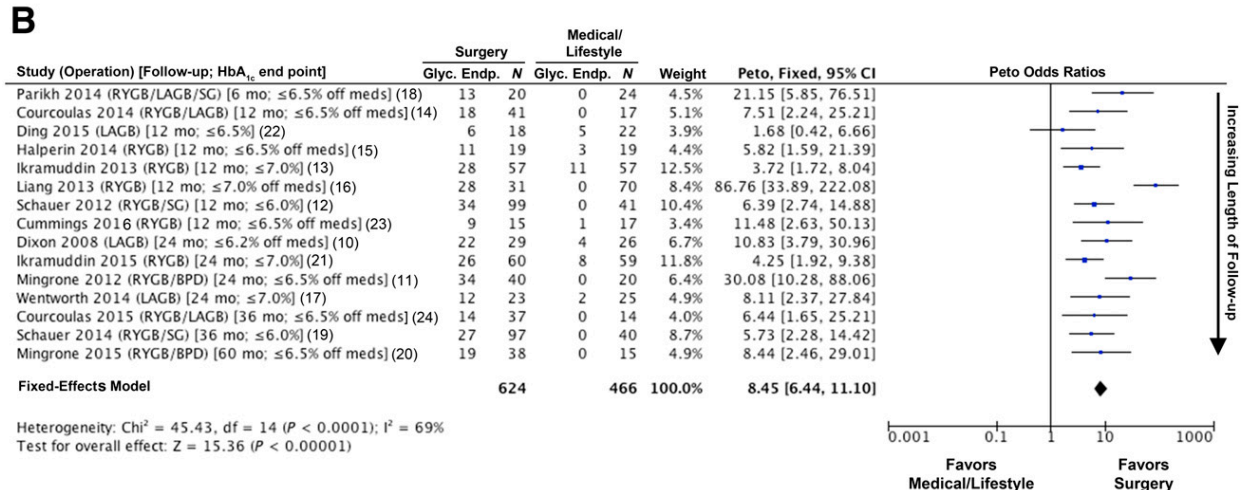 B
Surgery Medical/
Lifestyle
Study (Operation) [Follow-up; HbA1c end point] Glyc. Endp. N Glyc. Endp. N Weight Peto, Fixed, 95% CI Peto Odds Ratios
Parikh 2014 (RYGB/LAGB/SG) [6 mo; ≤6.5% off meds] (18) 13 20 0 24 4.5% 21.15 [5.85, 76.51]
Courcoulas 2014 (RYGB/LAGB) [12 mo; ≤6.5% off meds] (14) 18 41 0 17 5.1% 7.51 [2.24, 25.21]
Ding 2015 (LAGB) [12 mo; ≤6.5%] (22) 6 18 5 22 3.9% 1.68 [0.42, 6.66]
Halperin 2014 (RYGB) [12 mo; ≤6.5% off meds] (15) 11 19 3 19 4.4% 5.82 [1.59, 21.39]
Ikramuddin 2013 (RYGB) [12 mo; ≤7.0%] (13) 28 57 11 57 12.5% 3.72 [1.72, 8.04]
Liang 2013 (RYGB) [12 mo; ≤7.0% off meds] (16) 28 31 0 70 8.4% 86.76 [33.89, 222.08]
Schauer 2012 (RYGB/SG) [12 mo; ≤6.0%] (12) 34 99 0 41 10.4% 6.39 [2.74, 14.88]
Cummings 2016 (RYGB) [12 mo; ≤6.5% off meds] (23) 9 15 1 17 3.4% 11.48 [2.63, 50.13]
Dixon 2008 (LAGB) [24 mo; ≤6.2% off meds] (10) 22 29 4 26 6.7% 10.83 [3.79, 30.96]
Ikramuddin 2015 (RYGB) [24 mo; ≤7.0%] (21) 26 60 8 59 11.8% 4.25 [1.92, 9.38]
Mingrone 2012 (RYGB/BPD) [24 mo; ≤6.5% off meds] (11) 34 40 0 20 6.4% 30.08 [10.28, 88.06]
Wentworth 2014 (LAGB) [24 mo; ≤7.0%] (17) 12 23 2 25 4.9% 8.11 [2.37, 27.84]
Courcoulas 2015 (RYGB/LAGB) [36 mo; ≤6.5% off meds] (24) 14 37 0 14 4.0% 6.44 [1.65, 25.21]
Schauer 2014 (RYGB/SG) [36 mo; ≤6.0%] (19) 27 97 0 40 8.7% 5.73 [2.28, 14.42]
Mingrone 2015 (RYGB/BPD) [60 mo; ≤6.5% off meds] (20) 19 38 0 15 4.9% 8.44 [2.46, 29.01]
Fixed-Effects Model 624 466 100.0% 8.45 [6.44, 11.10]
Heterogeneity: Chi² = 45.43, df = 14 (P < 0.0001); I² = 69%
Test for overall effect: Z = 15.36 (P < 0.00001)
0.001 0.1 1 10 1000
Favors
Medical/Lifestyle
Favors
Surgery
Increasing Length of Follow-up